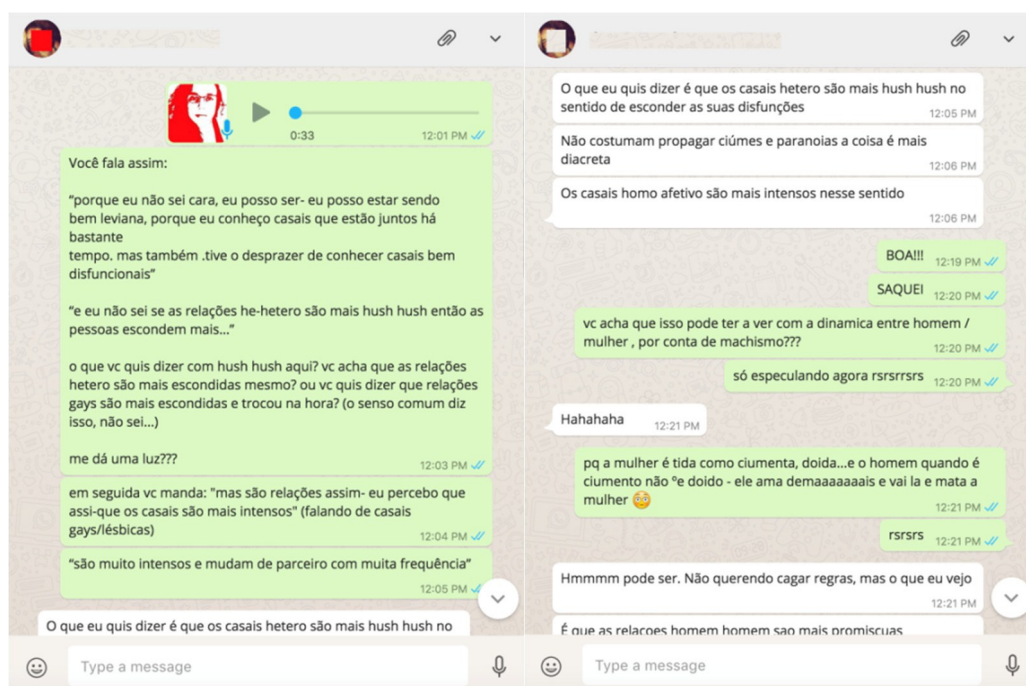 0:33
12:01 PM
Você fala assim:
“porque eu não sei cara, eu posso ser- eu posso estar sendo
bem leviana, porque eu conheço casais que estão juntos há
bastante
tempo. mas também .tive o desprazer de conhecer casais bem
disfuncionais”
“e eu não sei se as relações he-hetero são mais hush hush então as
pessoas escondem mais...”
o que vc quis dizer com hush hush aqui? vc acha que as relações
hetero são mais escondidas mesmo? ou vc quis dizer que relações
gays são mais escondidas e trocou na hora? (o senso comum diz
isso, não sei...)
me dá uma luz???
12:03 PM
em seguida vc manda: "mas são relações assim- eu percebo que
assi-que os casais são mais intensos" (falando de casais
gays/lésbicas)
12:04 PM
“são muito intensos e mudam de parceiro com muita frequência”
12:05 PM
O que eu quis dizer é que os casais hetero são mais hush hush no
Type a message
O que eu quis dizer é que os casais hetero são mais hush hush no
sentido de esconder as suas disfunções
12:05 PM
Não costumam propagar ciúmes e paranoias a coisa é mais
diacreta
12:06 PM
Os casais homo afetivo são mais intensos nesse sentido
12:06 PM
BOA!!! 12:19 PM
SAQUEI 12:20 PM
vc acha que isso pode ter a ver com a dinamica entre homem /
mulher , por conta de machismo???
12:20 PM
só especulando agora rsrsrrsrs 12:20 PM
Hahahaha 12:21 PM
pq a mulher é tida como ciumenta, doida...e o homem quando é
ciumento não ºe doido - ele ama demaaaaaaais e vai la e mata a
mulher 😳
12:21 PM
rsrsrs 12:21 PM
Hmmmm pode ser. Não querendo cagar regras, mas o que eu vejo
12:21 PM
É que as relacoes homem homem sao mais promiscuas
Type a message